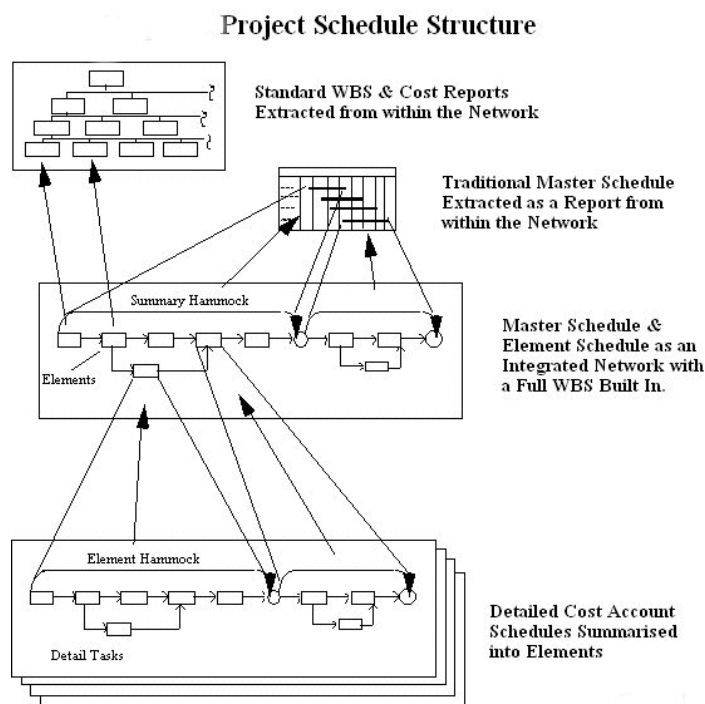 Project Schedule Structure
Standard WBS & Cost Reports
Extracted from within the Network
Traditional Master Schedule
Extracted as a Report from
within the Network
Summary Hammock
Elements
Master Schedule &
Element Schedule as an
Integrated Network with
a Full WBS Built In.
Element Hammock
Detail Tasks
Detailed Cost Account
Schedules Summarised
into Elements